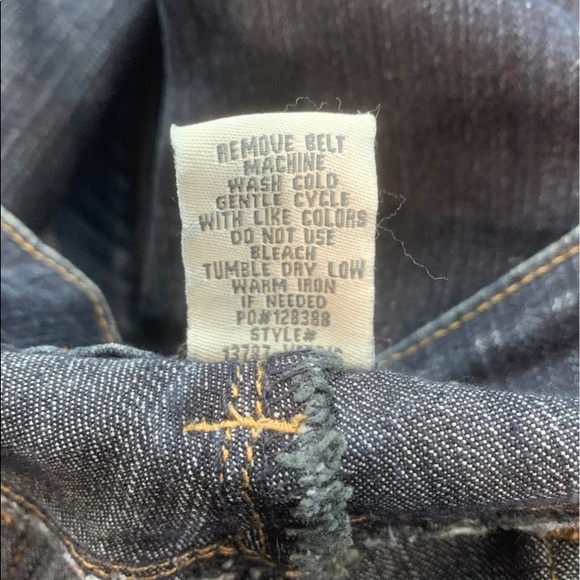 REMOVE BELT
MACHINE
WASH COLD
GENTLE CYCLE
WITH LIKE COLORS
DO NOT USE
BLEACH
TUMBLE DRY LOW
WARM IRON
IF NEEDED
PO#128388
STYLE#